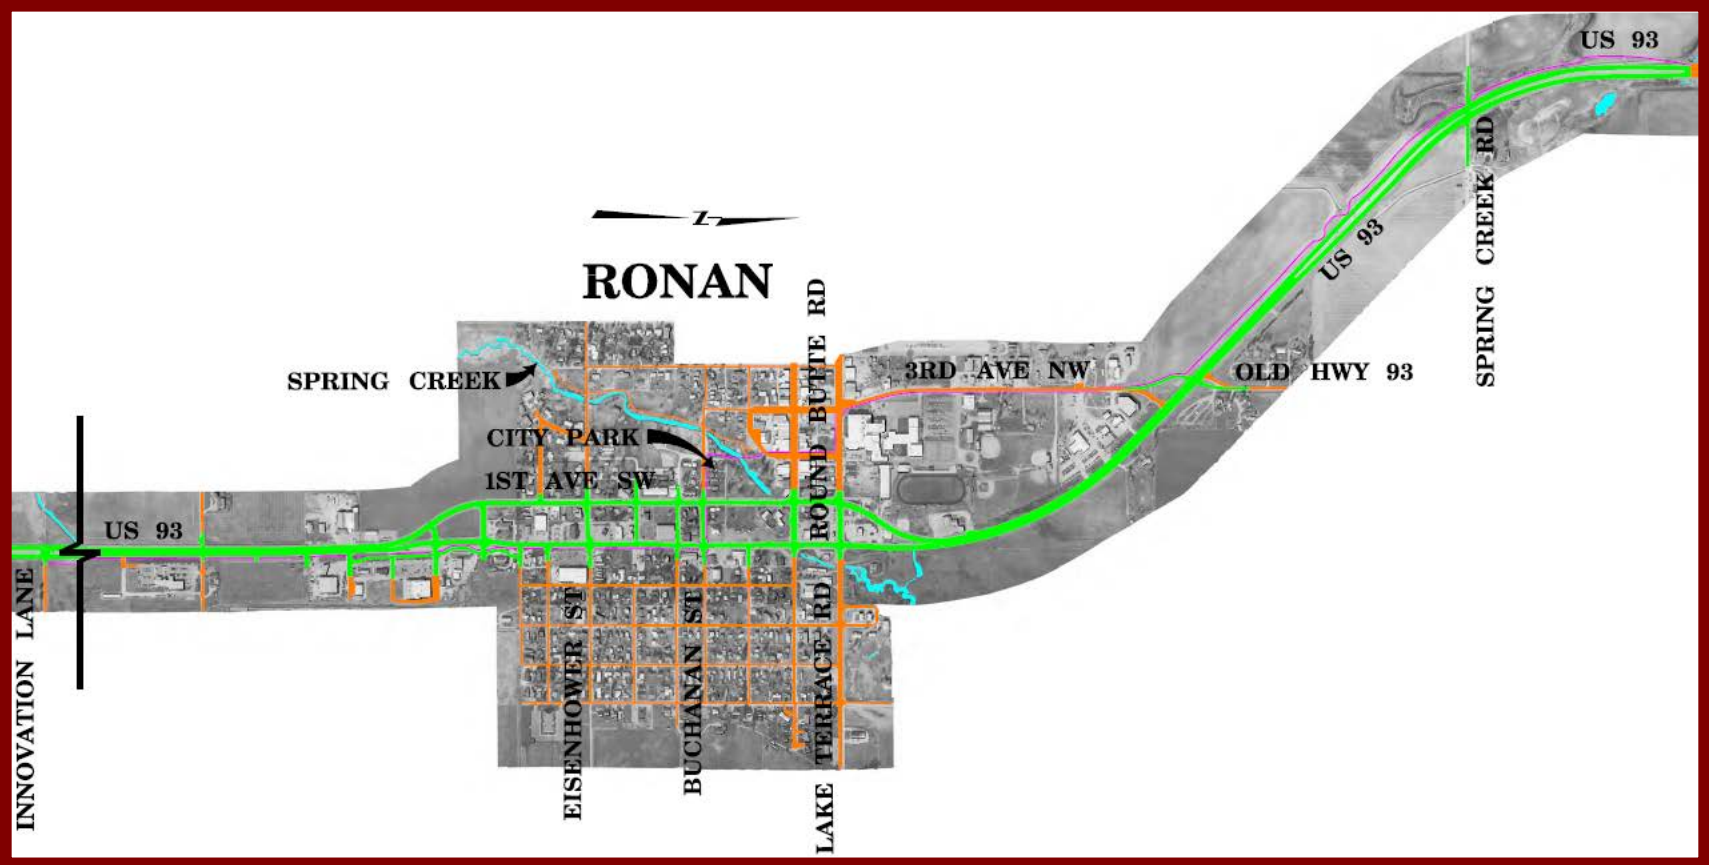 US 93
Z
RONAN
ROUND BUTTE RD
US 93
SPRING CREEK RD
SPRING CREEK
3RD AVE NW
OLD HWY 93
CITY PARK
1ST AVE SW
US 93
INNOVATION LANE
EISENHOWER ST
BUCHANAN ST
LAKE TERRACE RD